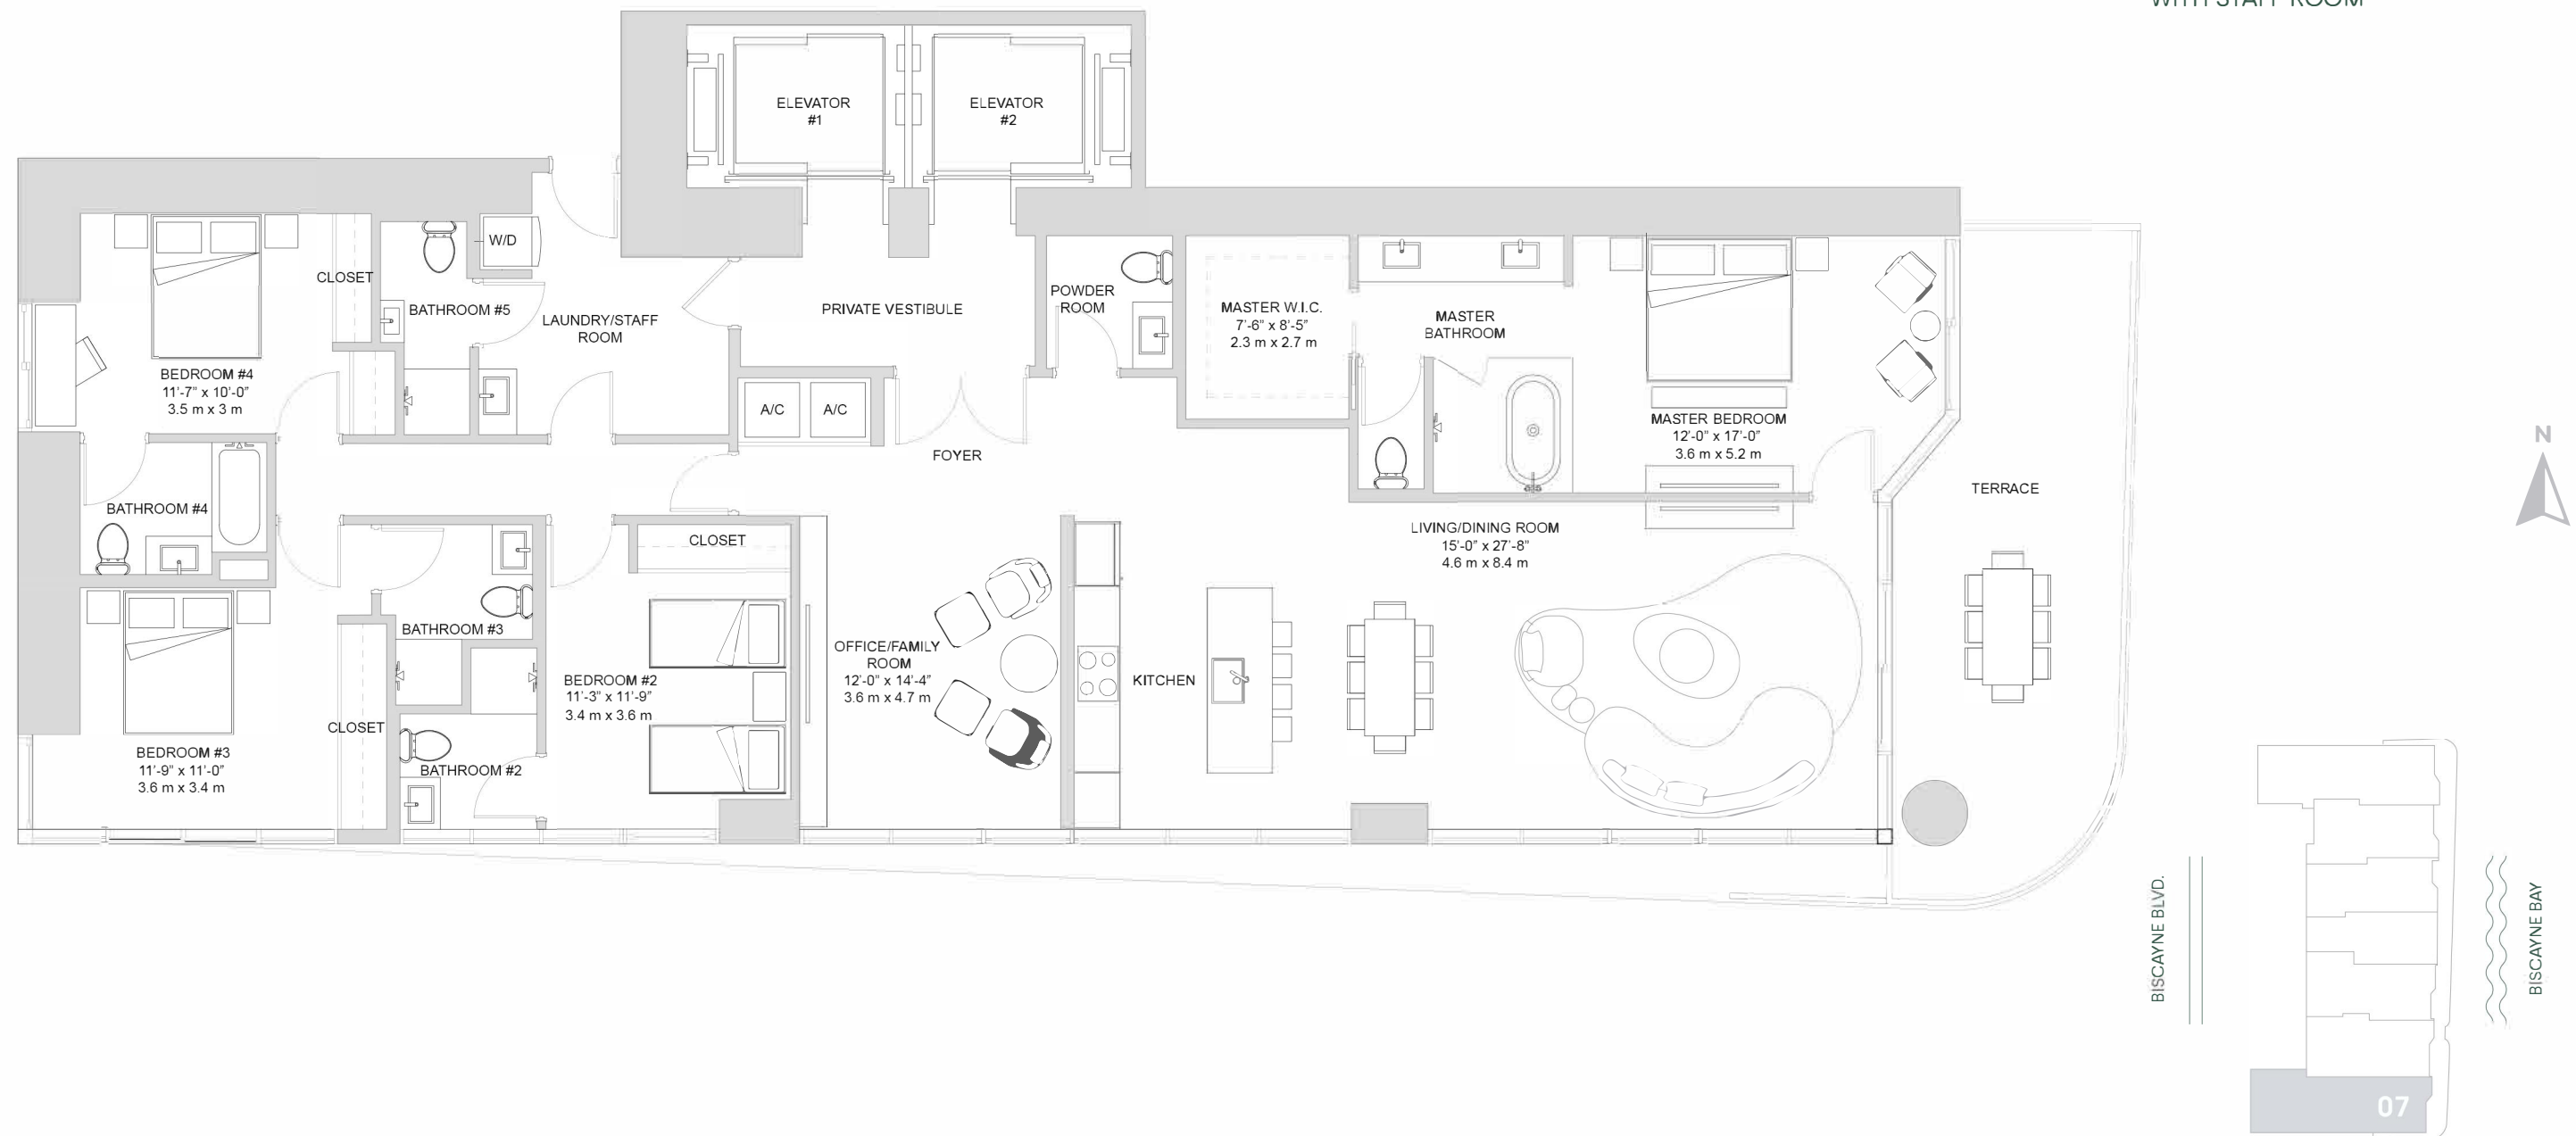 WITH STAFF ROOM
ELEVATOR
#1
ELEVATOR
#2
W/D
CLOSET
BATHROOM #5
LAUNDRY/STAFF
ROOM
PRIVATE VESTIBULE
POWDER
ROOM
MASTER W.I.C.
7'-6" x 8'-5"
2.3 m x 2.7 m
MASTER
BATHROOM
BEDROOM #4
11'-7" x 10'-0"
3.5 m x 3 m
A/C
A/C
MASTER BEDROOM
12'-0" x 17'-0"
3.6 m x 5.2 m
FOYER
N
TERRACE
BATHROOM #4
CLOSET
LIVING/DINING ROOM
15'-0" x 27'-8"
4.6 m x 8.4 m
BATHROOM #3
OFFICE/FAMILY
ROOM
12'-0" x 14'-4"
3.6 m x 4.7 m
BEDROOM #2
11'-3" x 11'-9"
3.4 m x 3.6 m
KITCHEN
CLOSET
BEDROOM #3
11'-9" x 11'-0"
3.6 m x 3.4 m
BATHROOM #2
BISCAYNE BLVD.
BISCAYNE BAY
07